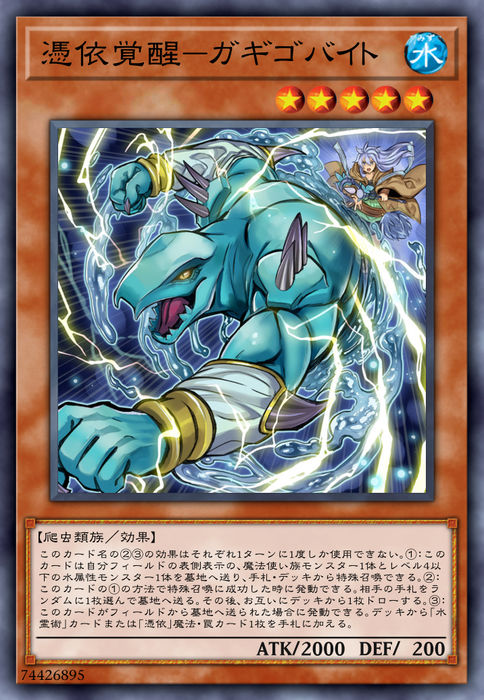 憑依覚醒－ガギゴバイト
みず
水
【爬虫類族／効果】
このカード名の②③の効果はそれぞれ1ターンに1度しか使用できない。①：この
カードは自分フィールドの表側表示の、魔法使い族モンスター1体とレベル4以
下の水属性モンスター1体を墓地へ送り、手札・デッキから特殊召喚できる。②：
このカードの①の方法で特殊召喚に成功した時に発動できる。相手の手札をラ
ンダムに1枚選んで墓地へ送る。その後、お互いにデッキから1枚ドローする。③：
このカードがフィールドから墓地へ送られた場合に発動できる。デッキから「水
霊術」カードまたは「憑依」魔法・罠カード1枚を手札に加える。
ATK/2000 DEF/ 200
74426895